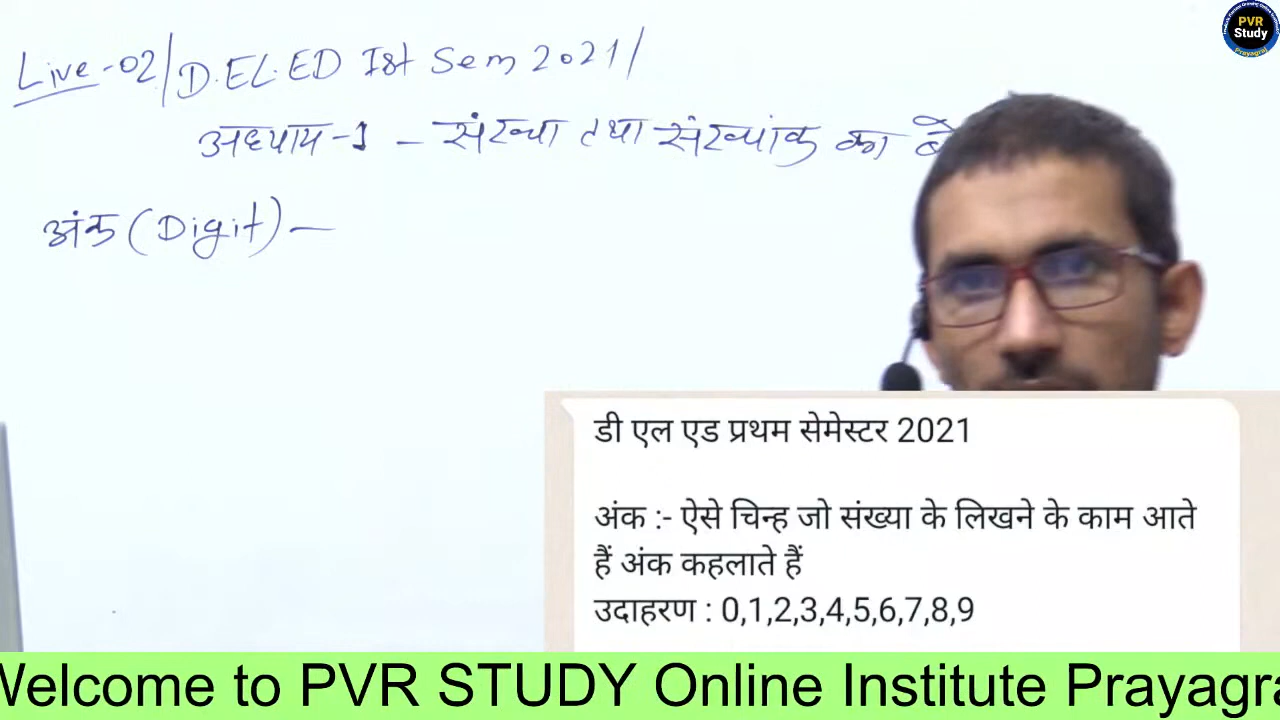 Live-02/D.EL.ED Ist Sem 2021/
अध्याय-1 - संख्या तथा संख्यांक का
अंक (Digit) -
PVR
Study
Prayagraj
डी एल एड प्रथम सेमेस्टर 2021
अंक :- ऐसे चिन्ह जो संख्या के लिखने के काम आते
हैं अंक कहलाते हैं
उदाहरण : 0,1,2,3,4,5,6,7,8,9
Welcome to PVR STUDY Online Institute Prayagra